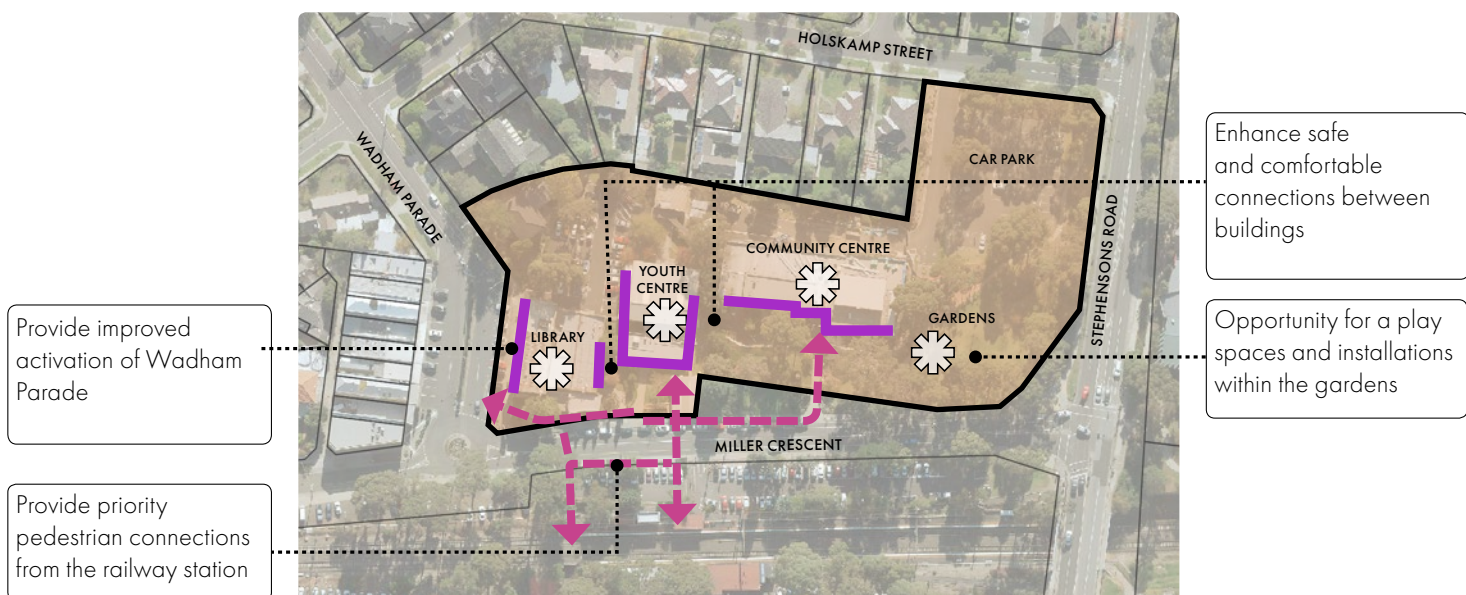 HOLSKAMP STREET
WADHAM PARADE
CAR PARK
STEPHENSONS ROAD
COMMUNITY CENTRE
YOUTH
CENTRE
LIBRARY
GARDENS
MILLER CRESCENT
Provide improved
activation of Wadham
Parade
Provide priority
pedestrian connections
from the railway station
Enhance safe
and comfortable
connections between
buildings
Opportunity for a play
spaces and installations
within the gardens